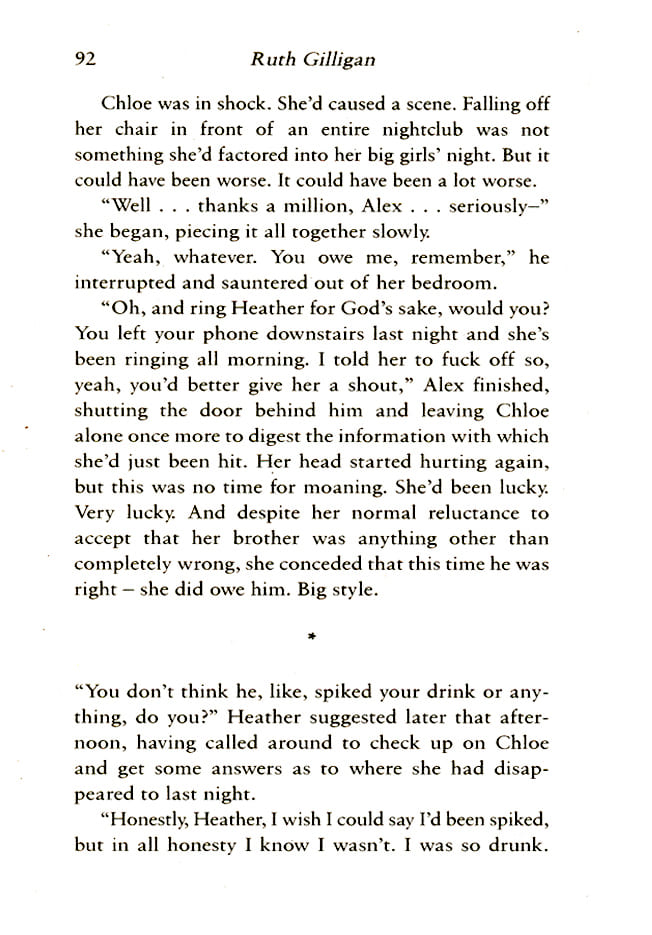 92 Ruth Gilligan
Chloe was in shock. She'd caused a scene. Falling off
her chair in front of an entire nightclub was not
something she'd factored into her big girls' night. But it
could have been worse. It could have been a lot worse.
"Well . . . thanks a million, Alex . . . seriously–"
she began, piecing it all together slowly.
"Yeah, whatever. You owe me, remember," he
interrupted and sauntered out of her bedroom.
"Oh, and ring Heather for God's sake, would you?
You left your phone downstairs last night and she's
been ringing all morning. I told her to fuck off so,
yeah, you'd better give her a shout," Alex finished,
shutting the door behind him and leaving Chloe
alone once more to digest the information with which
she'd just been hit. Her head started hurting again,
but this was no time for moaning. She'd been lucky.
Very lucky. And despite her normal reluctance to
accept that her brother was anything other than
completely wrong, she conceded that this time he was
right – she did owe him. Big style.
*
"You don't think he, like, spiked your drink or any-
thing, do you?" Heather suggested later that after-
noon, having called around to check up on Chloe
and get some answers as to where she had disap-
peared to last night.
"Honestly, Heather, I wish I could say I'd been spiked,
but in all honesty I know I wasn't. I was so drunk.